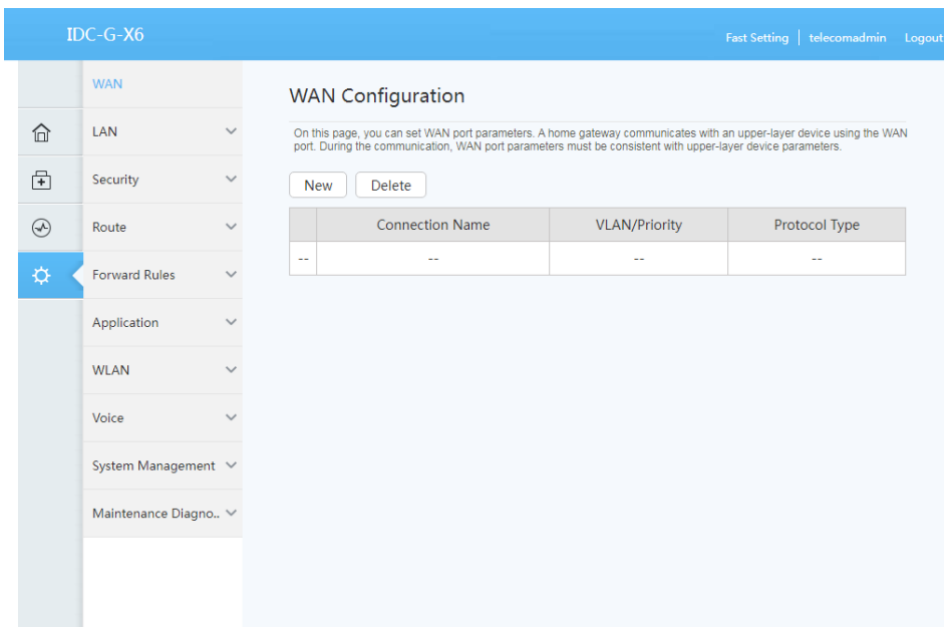 IDC-G-X6
Fast Setting | telecomadmin Logout
WAN
LAN
Security
Route
Forward Rules
Application
WLAN
Voice
System Management
Maintenance Diagno..
WAN Configuration
On this page, you can set WAN port parameters. A home gateway communicates with an upper-layer device using the WAN
port. During the communication, WAN port parameters must be consistent with upper-layer device parameters.
New Delete
Connection Name VLAN/Priority Protocol Type
-- -- -- --